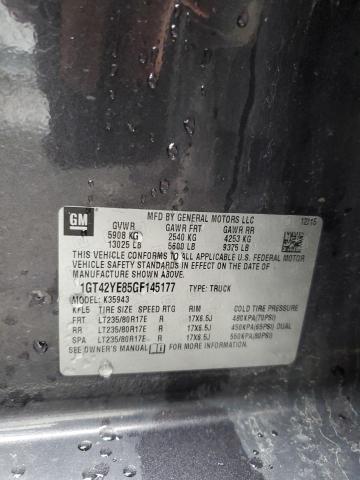 GM
MFD BY GENERAL MOTORS LLC 12/15
GVWR GAWR FRT GAWR RR
5908 KG 2540 KG 4253 KG
13025 LB 5600 LB 9375 LB
THIS VEHICLE CONFORMS TO ALL APPLICABLE U.S. FEDERAL MOTOR
VEHICLE SAFETY STANDARDS IN EFFECT ON THE DATE OF
MANUFACTURE SHOWN ABOVE.
1GT42YE85GF145177 TYPE: TRUCK
MODEL: K35943
TIRE SIZE SPEED RTG RIM COLD TIRE PRESSURE
FRT LT235/80R17E R 17X6.5J 480KPA(70PSI)
RR LT235/80R17E R 17X6.5J 450KPA(65PSI) DUAL
SPA LT235/80R17E R 17X6.5J 550KPA(80PSI)
SEE OWNER'S MANUAL FOR ADDITIONAL INFORMATION.